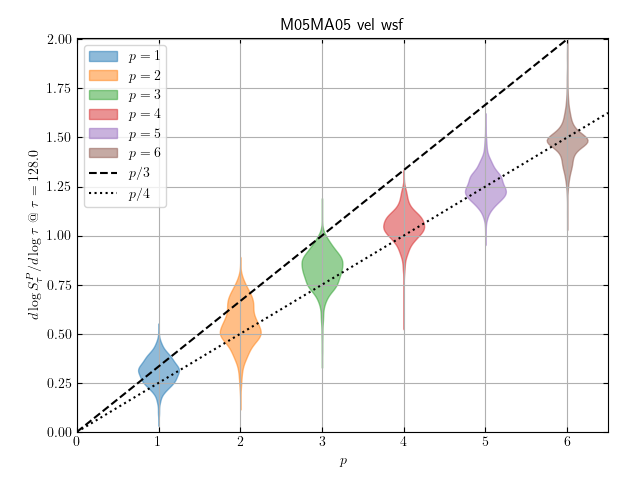 M05MA05 vel wsf
2.00
1.75
1.50
1.25
1.00
0.75
0.50
0.25
0.00
d log S_τ^P / d log τ @ τ = 128.0
p = 1
p = 2
p = 3
p = 4
p = 5
p = 6
p/3
p/4
0 1 2 3 4 5 6
p